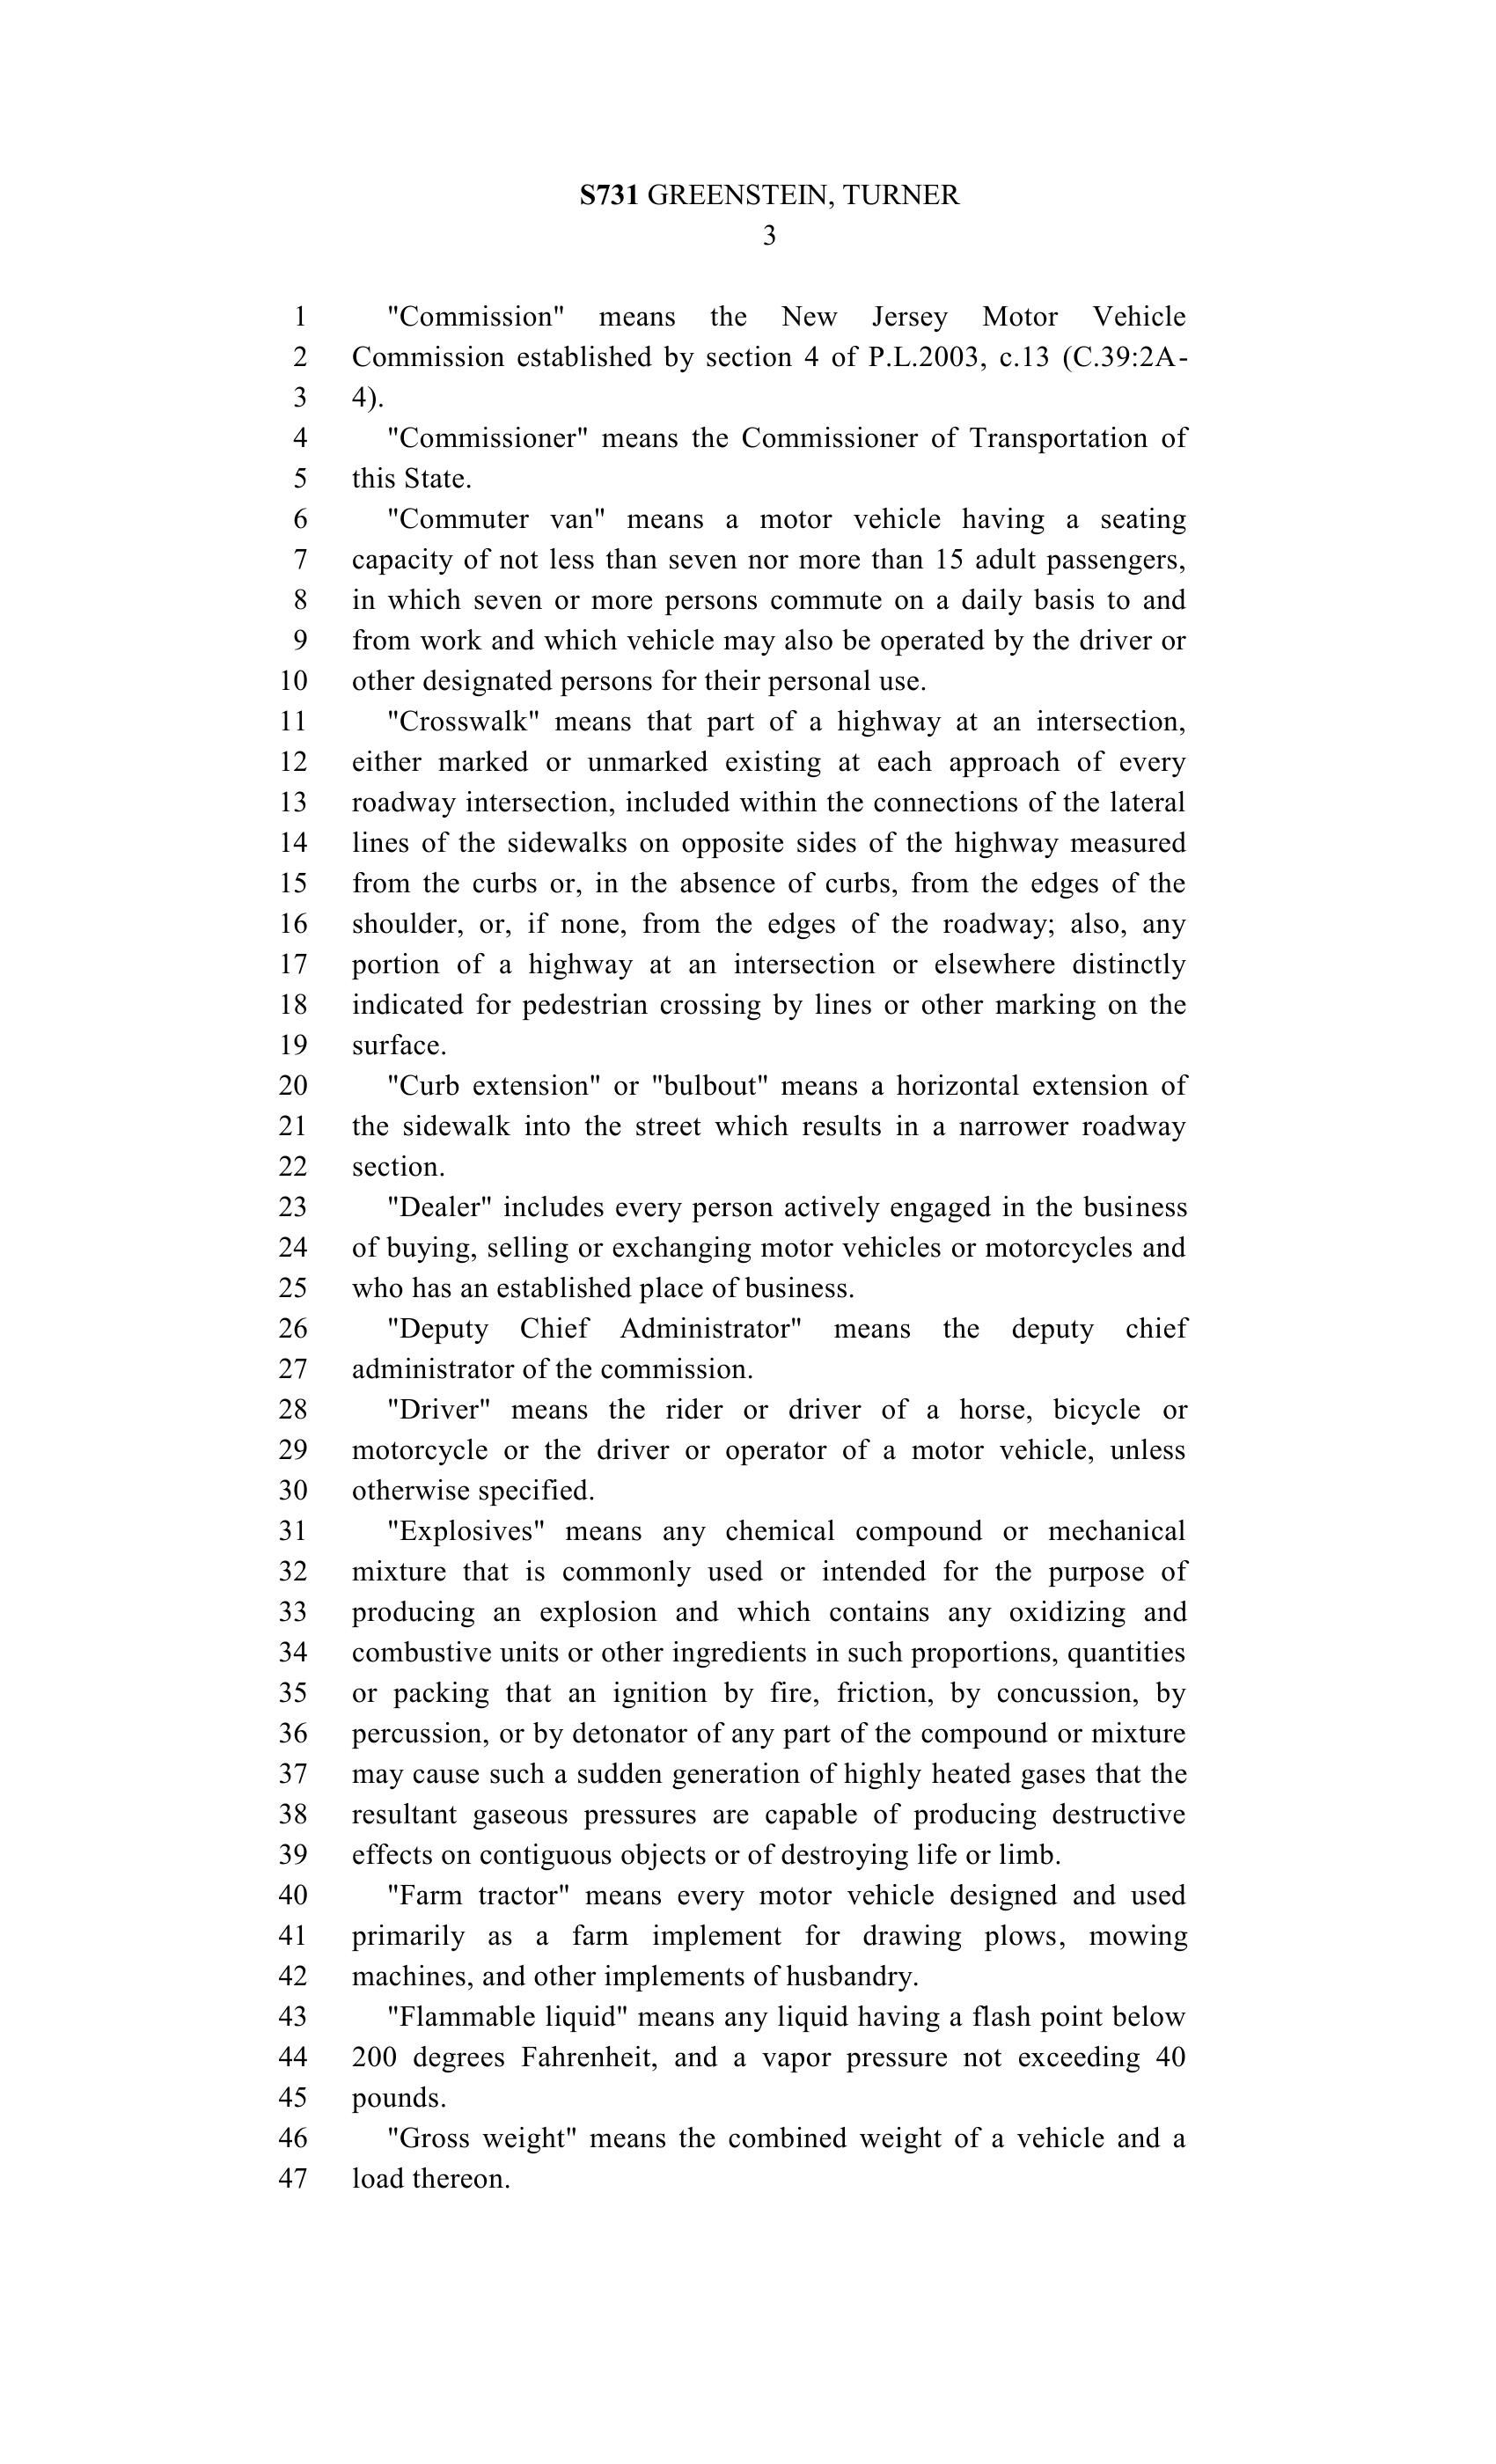 S731 GREENSTEIN, TURNER
3
1 "Commission" means the New Jersey Motor Vehicle
2 Commission established by section 4 of P.L.2003, c.13 (C.39:2A-
3 4).
4 "Commissioner" means the Commissioner of Transportation of
5 this State.
6 "Commuter van" means a motor vehicle having a seating
7 capacity of not less than seven nor more than 15 adult passengers,
8 in which seven or more persons commute on a daily basis to and
9 from work and which vehicle may also be operated by the driver or
10 other designated persons for their personal use.
11 "Crosswalk" means that part of a highway at an intersection,
12 either marked or unmarked existing at each approach of every
13 roadway intersection, included within the connections of the lateral
14 lines of the sidewalks on opposite sides of the highway measured
15 from the curbs or, in the absence of curbs, from the edges of the
16 shoulder, or, if none, from the edges of the roadway; also, any
17 portion of a highway at an intersection or elsewhere distinctly
18 indicated for pedestrian crossing by lines or other marking on the
19 surface.
20 "Curb extension" or "bulbout" means a horizontal extension of
21 the sidewalk into the street which results in a narrower roadway
22 section.
23 "Dealer" includes every person actively engaged in the business
24 of buying, selling or exchanging motor vehicles or motorcycles and
25 who has an established place of business.
26 "Deputy Chief Administrator" means the deputy chief
27 administrator of the commission.
28 "Driver" means the rider or driver of a horse, bicycle or
29 motorcycle or the driver or operator of a motor vehicle, unless
30 otherwise specified.
31 "Explosives" means any chemical compound or mechanical
32 mixture that is commonly used or intended for the purpose of
33 producing an explosion and which contains any oxidizing and
34 combustive units or other ingredients in such proportions, quantities
35 or packing that an ignition by fire, friction, by concussion, by
36 percussion, or by detonator of any part of the compound or mixture
37 may cause such a sudden generation of highly heated gases that the
38 resultant gaseous pressures are capable of producing destructive
39 effects on contiguous objects or of destroying life or limb.
40 "Farm tractor" means every motor vehicle designed and used
41 primarily as a farm implement for drawing plows, mowing
42 machines, and other implements of husbandry.
43 "Flammable liquid" means any liquid having a flash point below
44 200 degrees Fahrenheit, and a vapor pressure not exceeding 40
45 pounds.
46 "Gross weight" means the combined weight of a vehicle and a
47 load thereon.